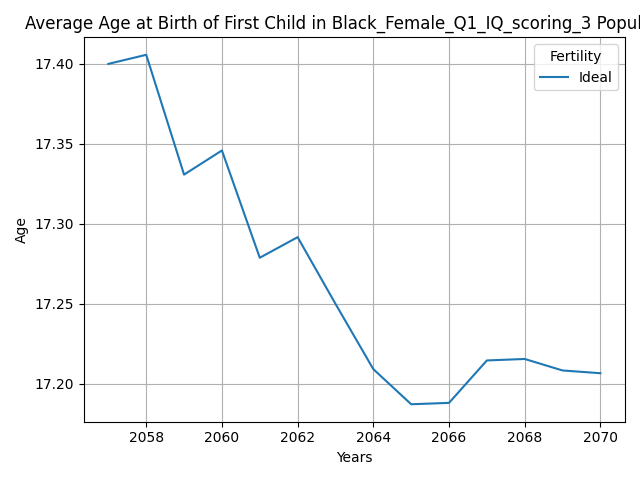 Average Age at Birth of First Child in Black_Female_Q1_IQ_scoring_3 Popul
Fertility
Ideal
17.40
17.35
17.30
17.25
17.20
Age
2058 2060 2062 2064 2066 2068 2070
Years